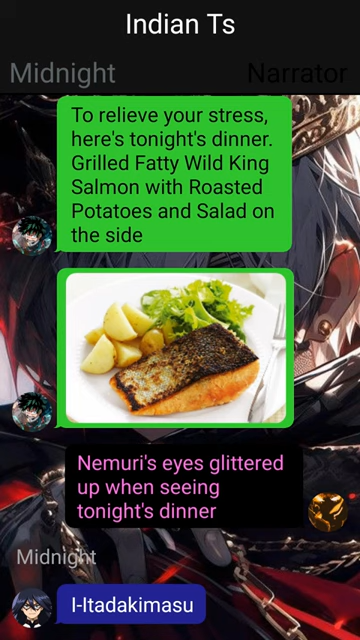 Indian Ts
Midnight
Narrator
To relieve your stress,
here's tonight's dinner.
Grilled Fatty Wild King
Salmon with Roasted
Potatoes and Salad on
the side
Nemuri's eyes glittered
up when seeing
tonight's dinner
Midnight
I-Itadakimasu